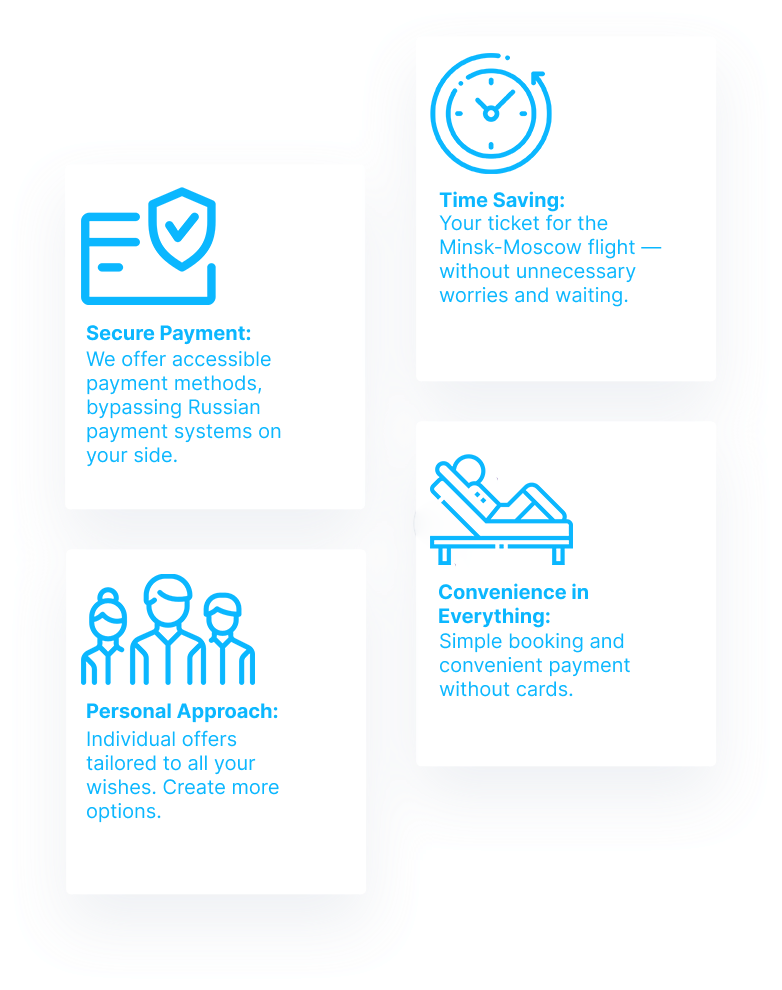 Secure Payment:
We offer accessible
payment methods,
bypassing Russian
payment systems on
your side.
Time Saving:
Your ticket for the
Minsk-Moscow flight —
without unnecessary
worries and waiting.
Personal Approach:
Individual offers
tailored to all your
wishes. Create more
options.
Convenience in
Everything:
Simple booking and
convenient payment
without cards.